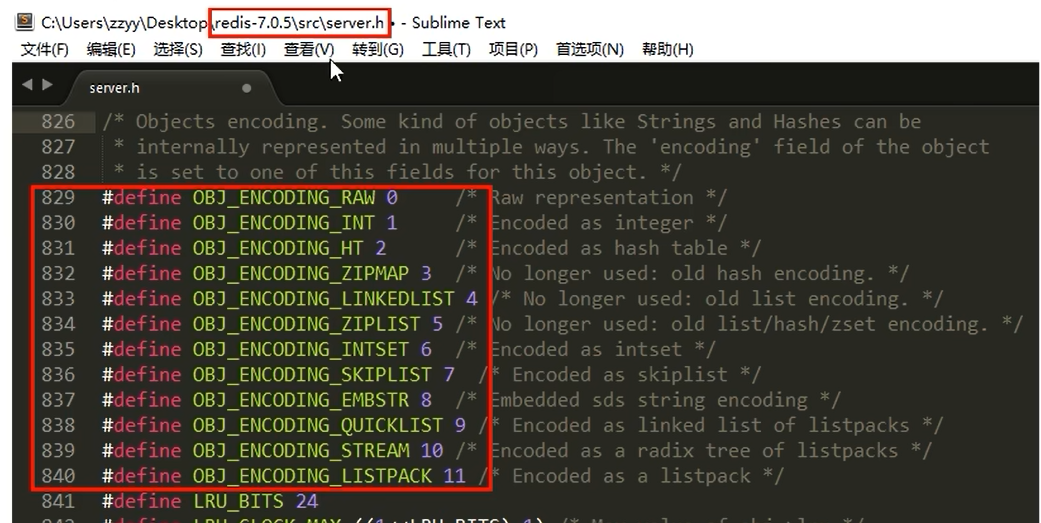 C:\Users\zzyy\Desktop\redis-7.0.5\src\server.h • - Sublime Text
文件(F) 编辑(E) 选择(S) 查找(I) 查看(V) 转到(G) 工具(T) 项目(P) 首选项(N) 帮助(H)
server.h
826 /* Objects encoding. Some kind of objects like Strings and Hashes can be
827 * internally represented in multiple ways. The 'encoding' field of the object
828 * is set to one of this fields for this object. */
829 #define OBJ_ENCODING_RAW 0 /* Raw representation */
830 #define OBJ_ENCODING_INT 1 /* Encoded as integer */
831 #define OBJ_ENCODING_HT 2 /* Encoded as hash table */
832 #define OBJ_ENCODING_ZIPMAP 3 /* No longer used: old hash encoding. */
833 #define OBJ_ENCODING_LINKEDLIST 4 /* No longer used: old list encoding. */
834 #define OBJ_ENCODING_ZIPLIST 5 /* No longer used: old list/hash/zset encoding. */
835 #define OBJ_ENCODING_INTSET 6 /* Encoded as intset */
836 #define OBJ_ENCODING_SKIPLIST 7 /* Encoded as skiplist */
837 #define OBJ_ENCODING_EMBSTR 8 /* Embedded sds string encoding */
838 #define OBJ_ENCODING_QUICKLIST 9 /* Encoded as linked list of listpacks */
839 #define OBJ_ENCODING_STREAM 10 /* Encoded as a radix tree of listpacks */
840 #define OBJ_ENCODING_LISTPACK 11 /* Encoded as a listpack */
841 #define LRU_BITS 24